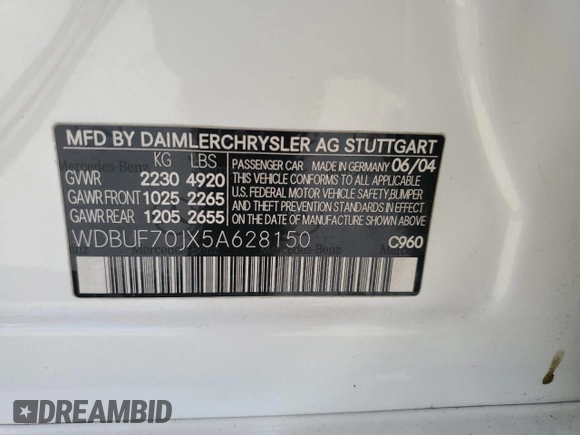 MFD BY DAIMLERCHRYSLER AG STUTTGART
KG LBS
GVWR 2230 4920
GAWR FRONT 1025 2265
GAWR REAR 1205 2655
PASSENGER CAR MADE IN GERMANY 06/04
THIS VEHICLE CONFORMS TO ALL APPLICABLE
U.S. FEDERAL MOTOR VEHICLE SAFETY, BUMPER
AND THEFT PREVENTION STANDARDS IN EFFECT
ON THE DATE OF MANUFACTURE SHOWN ABOVE
WDBUF70JX5A628150 C960
DREAMBID